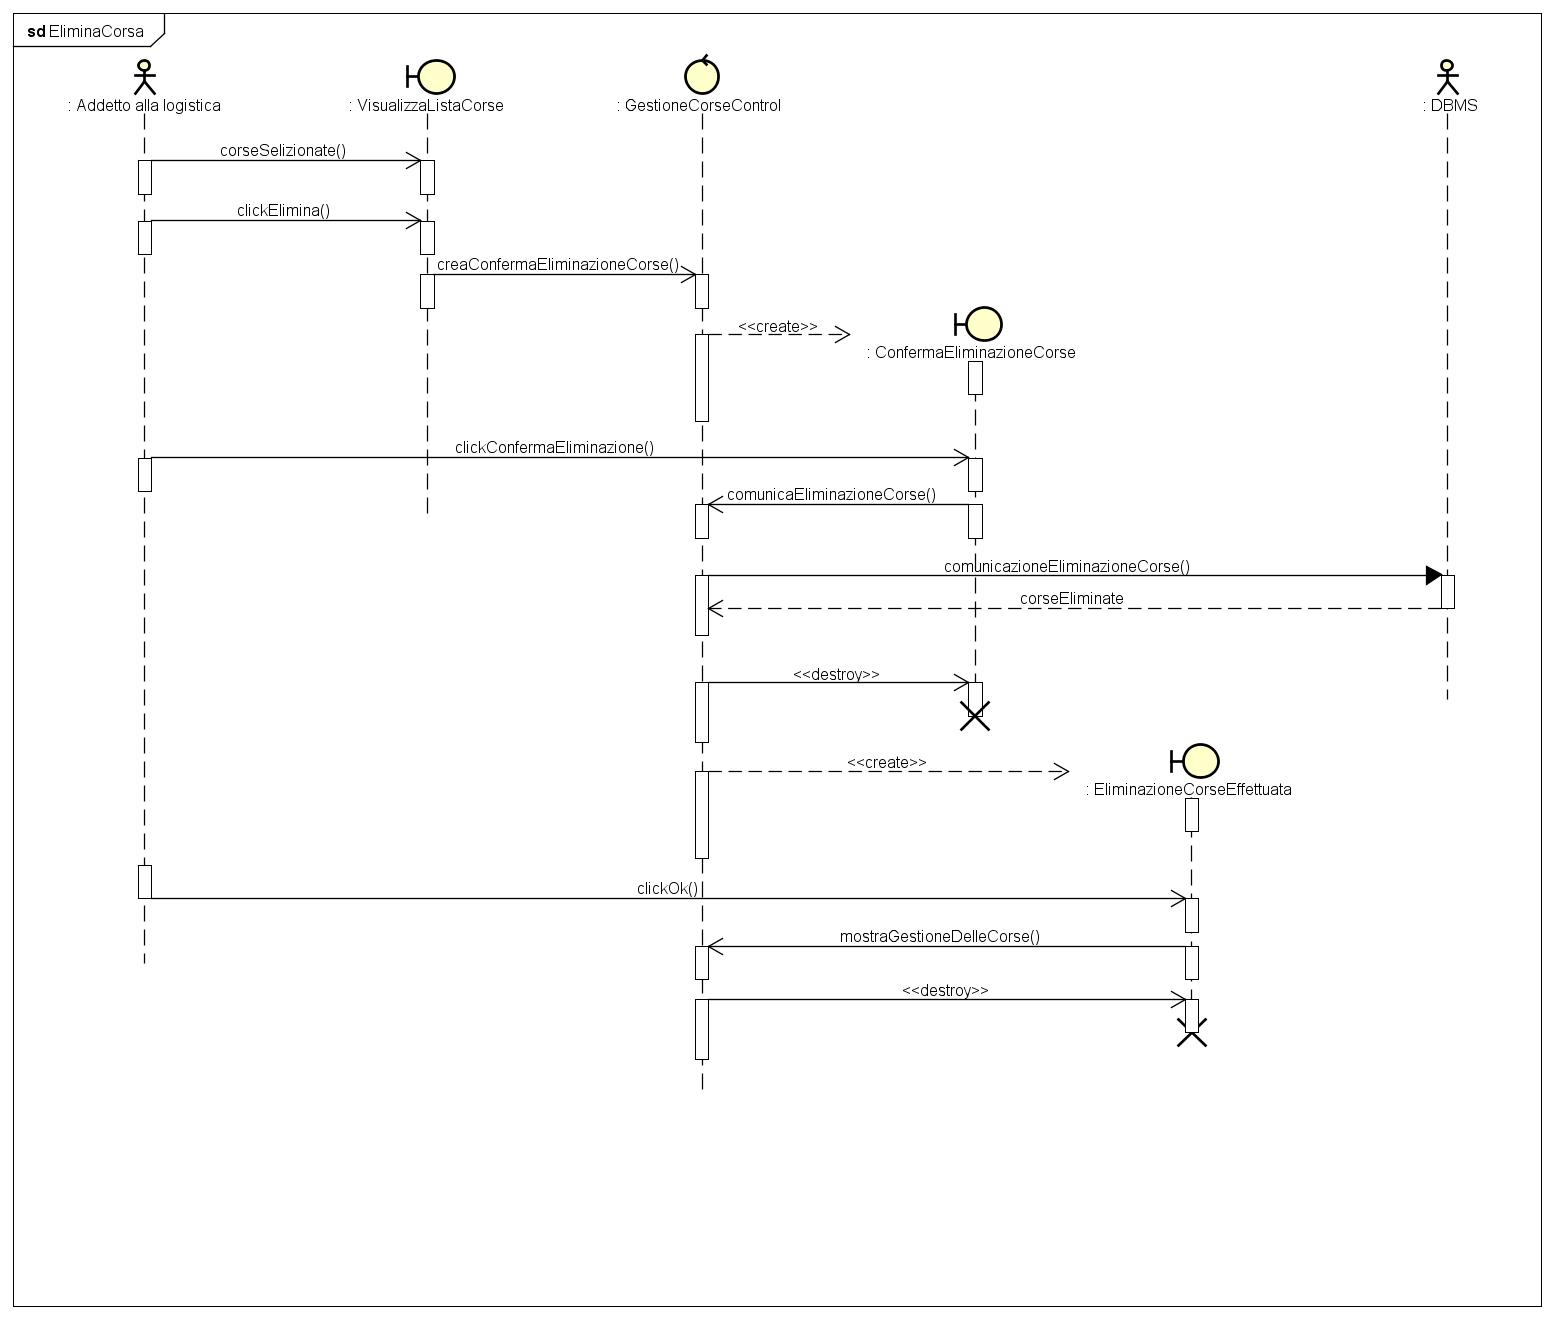 sd EliminaCorsa
: Addetto alla logistica
: VisualizzaListaCorse
: GestioneCorseControl
: DBMS
corseSelizionate()
clickElimina()
creaConfermaEliminazioneCorse()
<<create>>
: ConfermaEliminazioneCorse
clickConfermaEliminazione()
comunicaEliminazioneCorse()
comunicazioneEliminazioneCorse()
corseEliminate
<<destroy>>
<<create>>
: EliminazioneCorseEffettuata
clickOk()
mostraGestioneDelleCorse()
<<destroy>>